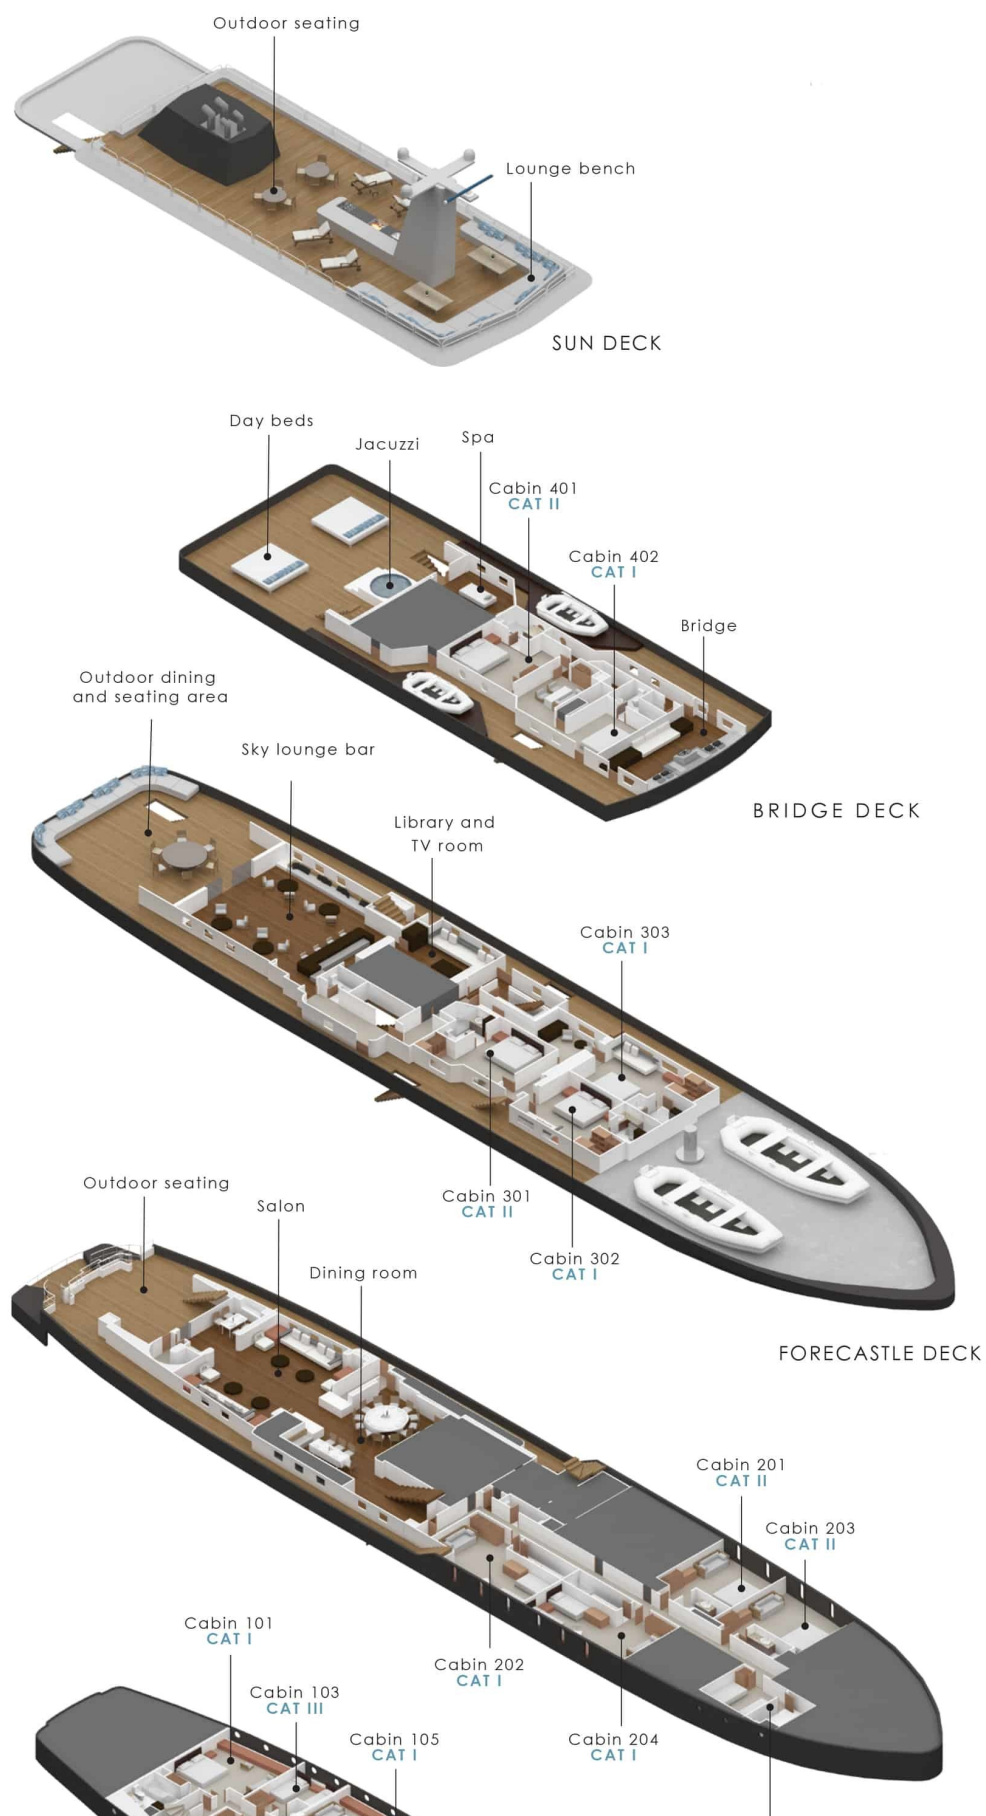 Outdoor seating
Lounge bench
SUN DECK
Day beds
Jacuzzi
Spa
Cabin 401
CAT II
Cabin 402
CAT I
Bridge
BRIDGE DECK
Outdoor dining
and seating area
Sky lounge bar
Library and
TV room
Cabin 303
CAT I
Cabin 301
CAT II
Cabin 302
CAT I
FORECASTLE DECK
Outdoor seating
Salon
Dining room
Cabin 201
CAT II
Cabin 203
CAT II
Cabin 202
CAT I
Cabin 204
CAT I
Cabin 101
CAT I
Cabin 103
CAT III
Cabin 105
CAT I